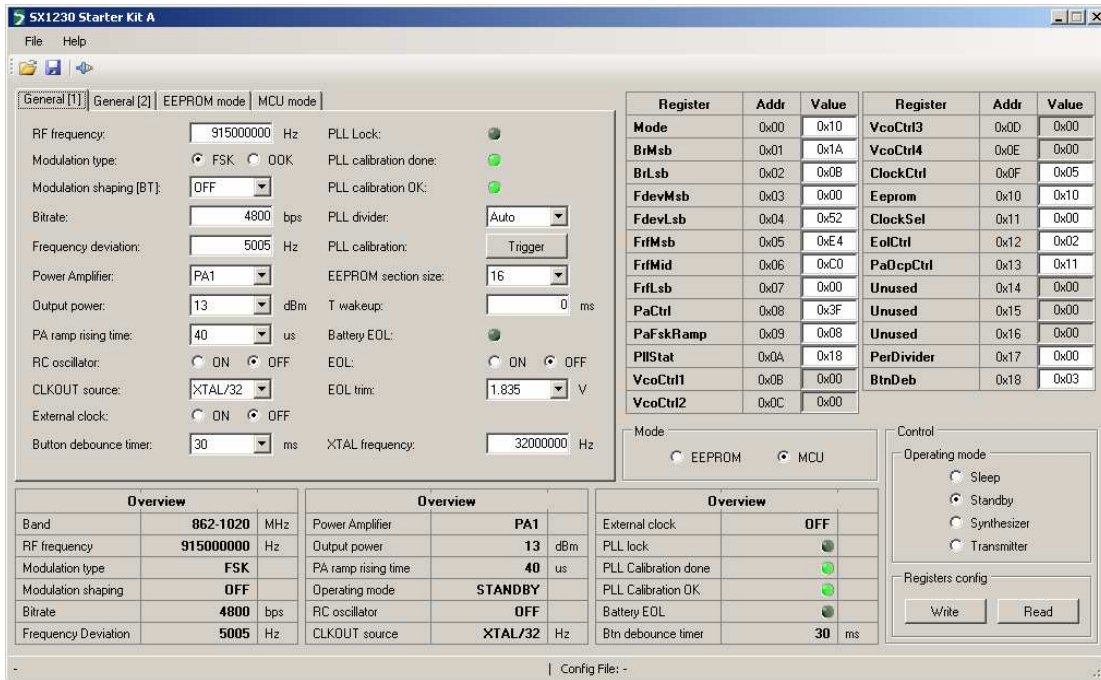 SX1230 Starter Kit A
File Help
General [1] General [2] EEPROM mode MCU mode
RF frequency: 915000000 Hz PLL Lock:
Modulation type: FSK OOK PLL calibration done:
Modulation shaping [BT]: OFF PLL calibration OK:
Bitrate: 4800 bps PLL divider: Auto
Frequency deviation: 5005 Hz PLL calibration: Trigger
Power Amplifier: PA1 EEPROM section size: 16
Output power: 13 dBm T wakeup: 0 ms
PA ramp rising time: 40 us Battery EOL:
RC oscillator: ON OFF EOL: ON OFF
CLKOUT source: XTAL/32 EOL trim: 1.835 V
External clock: ON OFF
Button debounce timer: 30 ms XTAL frequency: 32000000 Hz
Register Addr Value Register Addr Value
Mode 0x00 0x10 VcoCtrl3 0x0D 0x00
BrMsb 0x01 0x1A VcoCtrl4 0x0E 0x00
BrLsb 0x02 0x0B ClockCtrl 0x0F 0x05
FdevMsb 0x03 0x00 Eeprom 0x10 0x10
FdevLsb 0x04 0x52 ClockSel 0x11 0x00
FrfMsb 0x05 0xE4 EolCtrl 0x12 0x02
FrfMid 0x06 0xC0 PaOcpCtrl 0x13 0x11
FrfLsb 0x07 0x00 Unused 0x14 0x00
PaCtrl 0x08 0x3F Unused 0x15 0x00
PaFskRamp 0x09 0x08 Unused 0x16 0x00
PllStat 0x0A 0x18 PerDivider 0x17 0x00
VcoCtrl1 0x0B 0x00 BtnDeb 0x18 0x03
VcoCtrl2 0x0C 0x00
Mode
EEPROM MCU
Control
Operating mode
Sleep
Standby
Synthesizer
Transmitter
Registers config
Write Read
Overview Overview Overview
Band 862-1020 MHz Power Amplifier PA1 External clock OFF
RF frequency 915000000 Hz Output power 13 dBm PLL lock
Modulation type FSK PA ramp rising time 40 us PLL Calibration done
Modulation shaping OFF Operating mode STANDBY PLL Calibration OK
Bitrate 4800 bps RC oscillator OFF Battery EOL
Frequency Deviation 5005 Hz CLKOUT source XTAL/32 Hz Btn debounce timer 30 ms
- | Config File: -